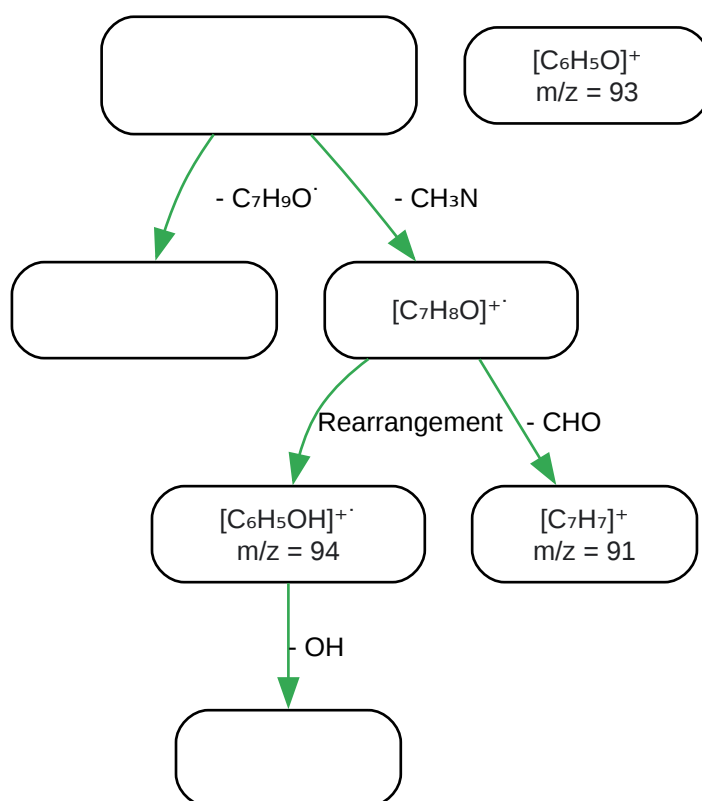 [C₆H₅O]⁺
m/z = 93
- C₇H₉O˙
- CH₃N
[C₇H₈O]⁺˙
Rearrangement
- CHO
[C₆H₅OH]⁺˙
m/z = 94
[C₇H₇]⁺
m/z = 91
- OH